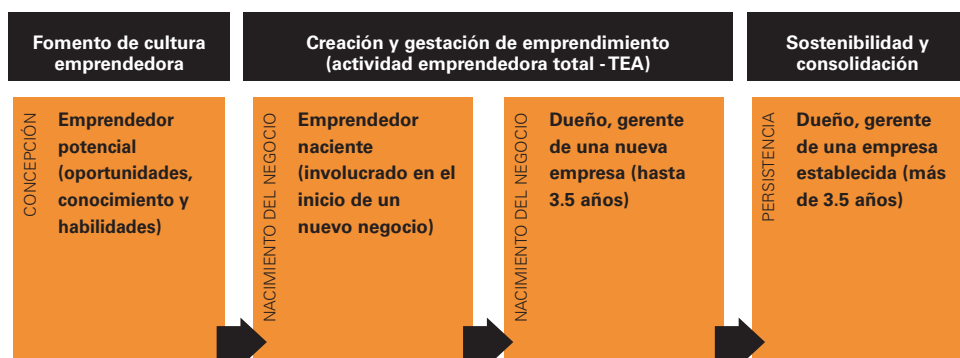 Fomento de cultura
emprendedora
Creación y gestación de emprendimiento
(actividad emprendedora total - TEA)
Sostenibilidad y
consolidación
CONCEPCIÓN
Emprendedor
potencial
(oportunidades,
conocimiento y
habilidades)
NACIMIENTO DEL NEGOCIO
Emprendedor
naciente
(involucrado en el
inicio de un
nuevo negocio)
NACIMIENTO DEL NEGOCIO
Dueño, gerente
de una nueva
empresa (hasta
3.5 años)
PERSISTENCIA
Dueño, gerente
de una empresa
establecida (más
de 3.5 años)